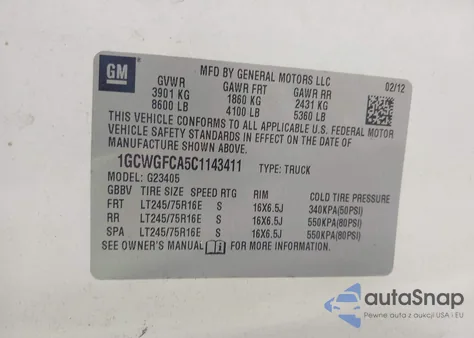 GM
MFD BY GENERAL MOTORS LLC
02/12
GVWR GAWR FRT GAWR RR
3901 KG 1860 KG 2431 KG
8600 LB 4100 LB 5360 LB
THIS VEHICLE CONFORMS TO ALL APPLICABLE U.S. FEDERAL MOTOR
VEHICLE SAFETY STANDARDS IN EFFECT ON THE DATE OF
MANUFACTURE SHOWN ABOVE.
1GCWGFCA5C1143411 TYPE: TRUCK
MODEL: G23405
GBBV TIRE SIZE SPEED RTG RIM COLD TIRE PRESSURE
FRT LT245/75R16E S 16X6.5J 340KPA(50PSI)
RR LT245/75R16E S 16X6.5J 550KPA(80PSI)
SPA LT245/75R16E S 16X6.5J 550KPA(80PSI)
SEE OWNER'S MANUAL FOR MORE INFORMATION
autoSnap
Pewne auta z aukcji USA i EU